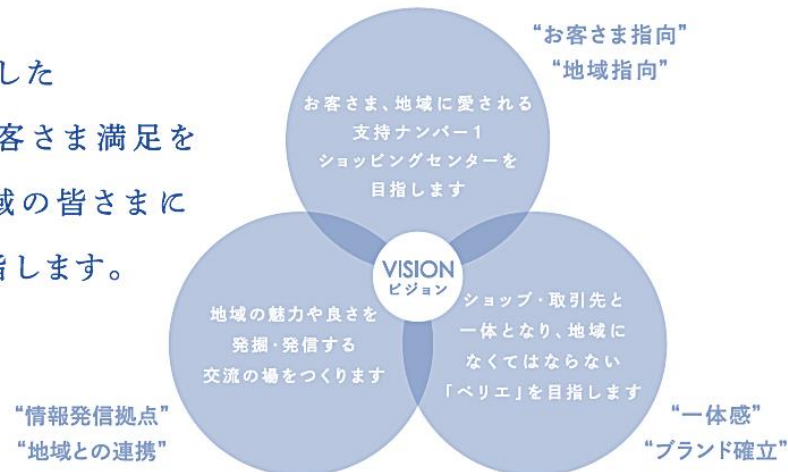 した
客さま満足を
域の皆さまに
指します。
“お客さま指向”
“地域指向”
お客さま、地域に愛される
支持ナンバー1
ショッピングセンターを
目指します
VISION
ビジョン
地域の魅力や良さを
発掘・発信する
交流の場をつくります
ショップ・取引先と
一体となり、地域に
なくてはならない
「ペリエ」を目指します
“情報発信拠点”
“地域との連携”
“一体感”
“ブランド確立”